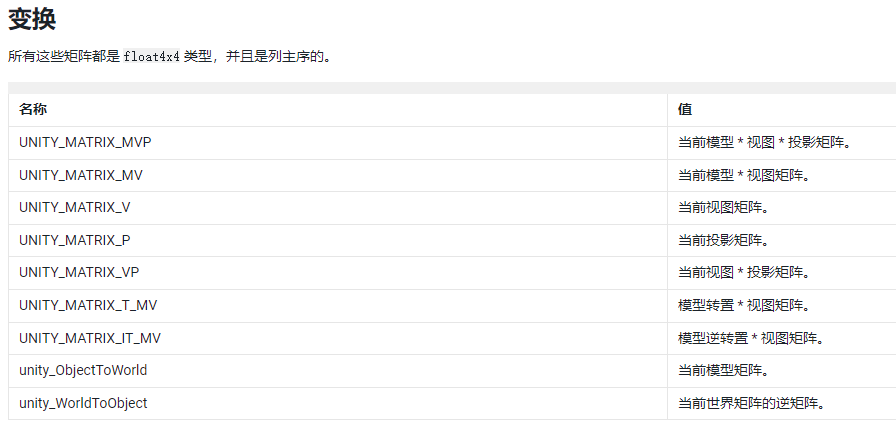 变换
所有这些矩阵都是 float4x4 类型，并且是列主序的。
名称 值
UNITY_MATRIX_MVP 当前模型 * 视图 * 投影矩阵。
UNITY_MATRIX_MV 当前模型 * 视图矩阵。
UNITY_MATRIX_V 当前视图矩阵。
UNITY_MATRIX_P 当前投影矩阵。
UNITY_MATRIX_VP 当前视图 * 投影矩阵。
UNITY_MATRIX_T_MV 模型转置 * 视图矩阵。
UNITY_MATRIX_IT_MV 模型逆转置 * 视图矩阵。
unity_ObjectToWorld 当前模型矩阵。
unity_WorldToObject 当前世界矩阵的逆矩阵。